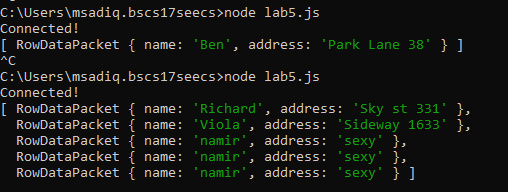 C:\Users\msadiq.bscs17seecs>node lab5.js
Connected!
[ RowDataPacket { name: 'Ben', address: 'Park Lane 38' } ]
^C
C:\Users\msadiq.bscs17seecs>node lab5.js
Connected!
[ RowDataPacket { name: 'Richard', address: 'Sky st 331' },
RowDataPacket { name: 'Viola', address: 'Sideway 1633' },
RowDataPacket { name: 'namir', address: 'sexy' },
RowDataPacket { name: 'namir', address: 'sexy' },
RowDataPacket { name: 'namir', address: 'sexy' } ]